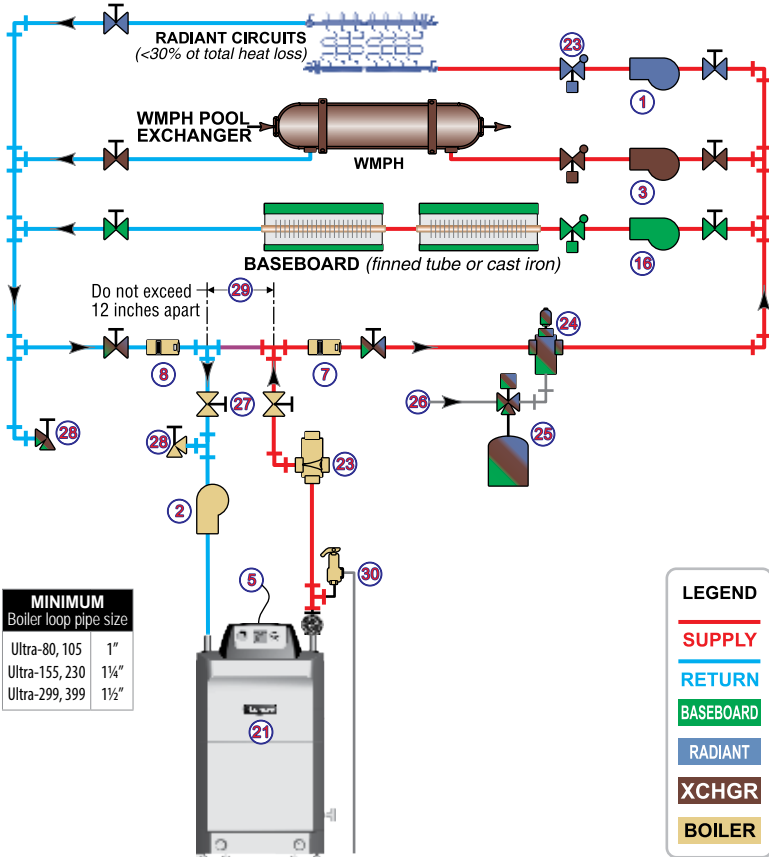 RADIANT CIRCUITS
(<30% ot total heat loss)
23
1
WMPH POOL
EXCHANGER
WMPH
3
BASEBOARD (finned tube or cast iron)
16
Do not exceed
12 inches apart
29
24
8
7
28
28
27
26
25
23
2
5
30
MINIMUM
Boiler loop pipe size
Ultra-80, 105 1"
Ultra-155, 230 1¼"
Ultra-299, 399 1½"
21
LEGEND
SUPPLY
RETURN
BASEBOARD
RADIANT
XCHGR
BOILER